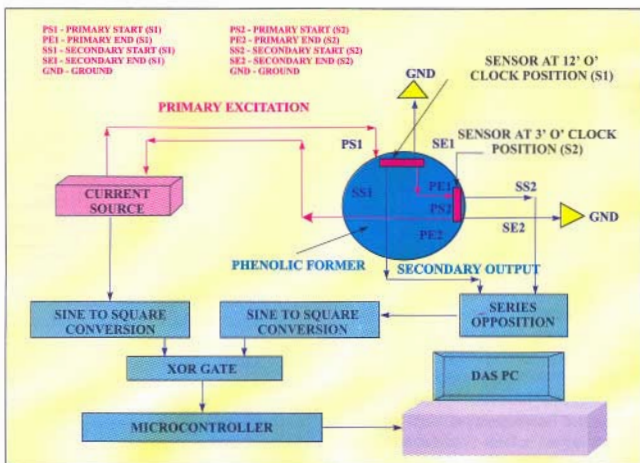 PS1 - PRIMARY START (S1)
PE1 - PRIMARY END (S1)
SS1 - SECONDARY START (S1)
SE1 - SECONDARY END (S1)
GND - GROUND
PS2 - PRIMARY START (S2)
PE2 - PRIMARY END (S2)
SS2 - SECONDARY START (S2)
SE2 - SECONDARY END (S2)
GND - GROUND
SENSOR AT 12' O'
CLOCK POSITION (S1)
GND
PRIMARY EXCITATION
PS1
SE1
SENSOR AT 3' O' CLOCK
POSITION (S2)
CURRENT
SOURCE
SS1
PE1
PS2
PE2
SS2
SE2
GND
PHENOLIC FORMER
SECONDARY OUTPUT
SINE TO SQUARE
CONVERSION
SINE TO SQUARE
CONVERSION
SERIES
OPPOSITION
XOR GATE
DAS PC
MICROCONTROLLER